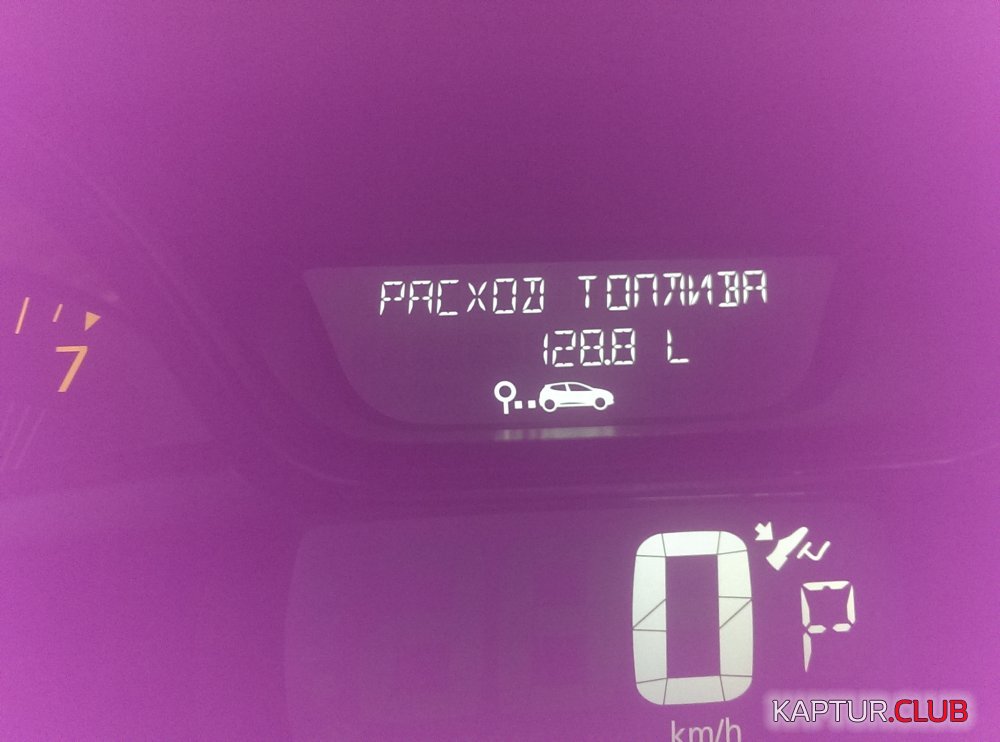 РАСХОД ТОПЛИВА
128.8 L
7
0
P
km/h
KAPTUR.CLUB